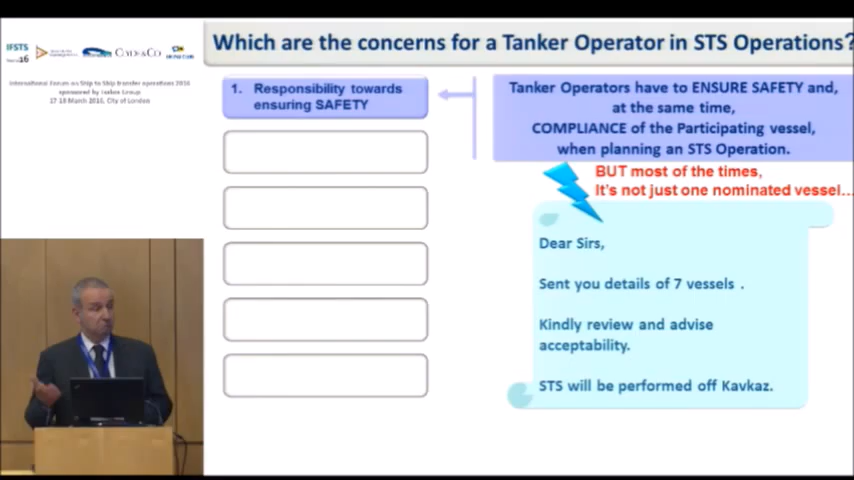 Which are the concerns for a Tanker Operator in STS Operations?
IFSTS
16
CLYDE&CO
International Forum on Ship to Ship transfer operations 2016
17 18 March 2016, City of London
1. Responsibility towards
ensuring SAFETY
Tanker Operators have to ENSURE SAFETY and,
at the same time,
COMPLIANCE of the Participating vessel,
when planning an STS Operation.
BUT most of the times,
It's not just one nominated vessel...
Dear Sirs,
Sent you details of 7 vessels .
Kindly review and advise
acceptability.
STS will be performed off Kavkaz.